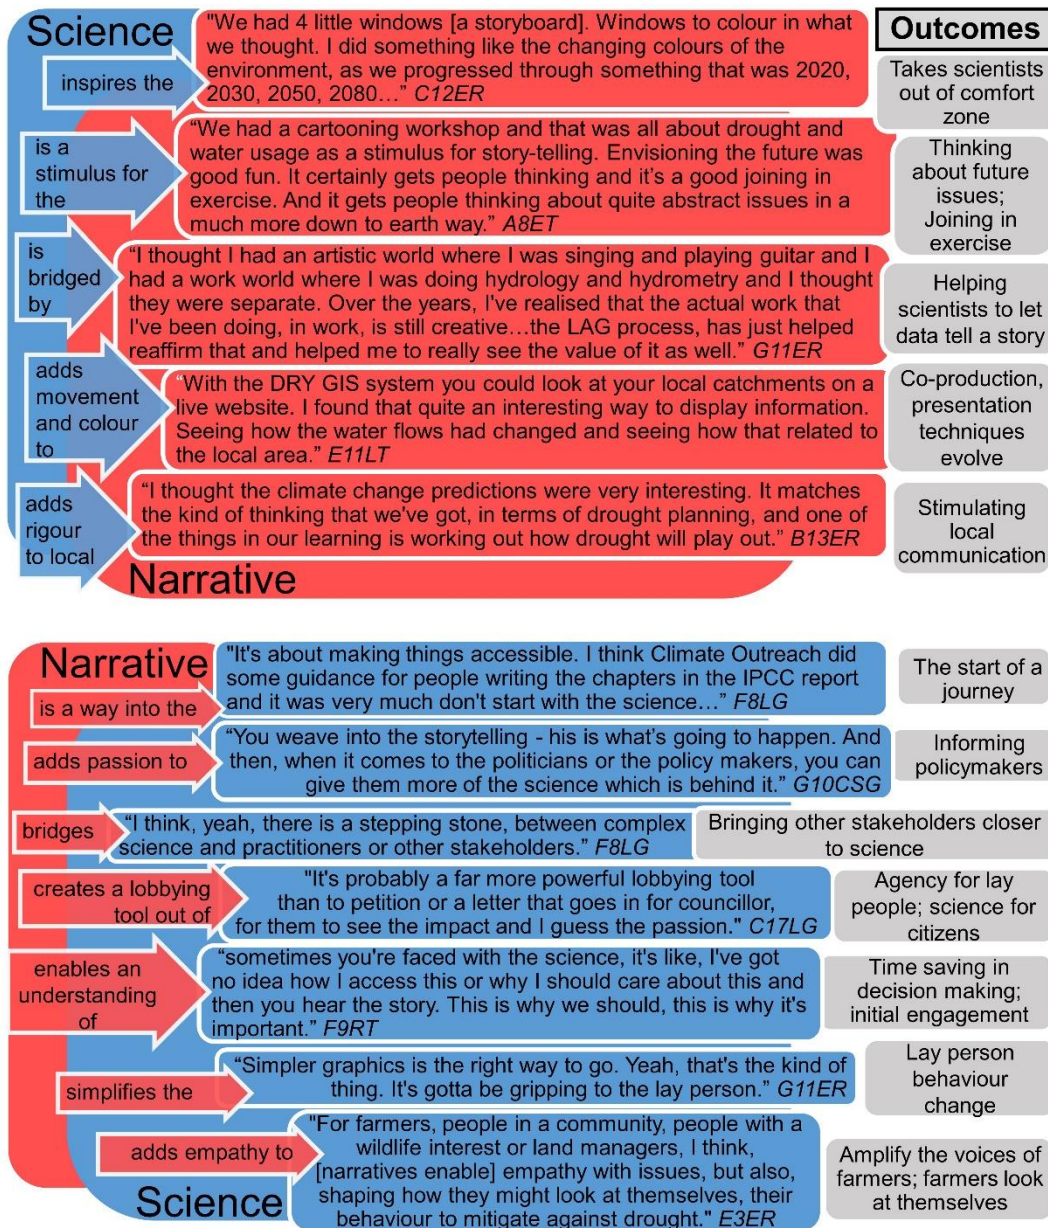 Science
Outcomes
inspires the
"We had 4 little windows [a storyboard]. Windows to colour in what
we thought. I did something like the changing colours of the
environment, as we progressed through something that was 2020,
2030, 2050, 2080…" C12ER
Takes scientists
out of comfort
zone
is a
stimulus for
the
“We had a cartooning workshop and that was all about drought and
water usage as a stimulus for story-telling. Envisioning the future was
good fun. It certainly gets people thinking and it’s a good joining in
exercise. And it gets people thinking about quite abstract issues in a
much more down to earth way.” A8ET
Thinking
about future
issues;
Joining in
exercise
is
bridged
by
“I thought I had an artistic world where I was singing and playing guitar and I
had a work world where I was doing hydrology and hydrometry and I thought
they were separate. Over the years, I've realised that the actual work that
I've been doing, in work, is still creative…the LAG process, has just helped
reaffirm that and helped me to really see the value of it as well.” G11ER
Helping
scientists to let
data tell a story
adds
movement
and colour
to
“With the DRY GIS system you could look at your local catchments on a
live website. I found that quite an interesting way to display information.
Seeing how the water flows had changed and seeing how that related to
the local area.” E11LT
Co-production,
presentation
techniques
evolve
adds
rigour
to local
“I thought the climate change predictions were very interesting. It matches
the kind of thinking that we've got, in terms of drought planning, and one of
the things in our learning is working out how drought will play out.” B13ER
Stimulating
local
communication
Narrative
Narrative
is a way into the
"It's about making things accessible. I think Climate Outreach did
some guidance for people writing the chapters in the IPCC report
and it was very much don't start with the science…” F8LG
The start of a
journey
adds passion to
“You weave into the storytelling - his is what’s going to happen. And
then, when it comes to the politicians or the policy makers, you can
give them more of the science which is behind it.” G10CSG
Informing
policymakers
bridges
“I think, yeah, there is a stepping stone, between complex
science and practitioners or other stakeholders.” F8LG
Bringing other stakeholders closer
to science
creates a lobbying
tool out of
"It's probably a far more powerful lobbying tool
than to petition or a letter that goes in for councillor,
for them to see the impact and I guess the passion." C17LG
Agency for lay
people; science for
citizens
enables an
understanding
of
“sometimes you're faced with the science, it's like, I've got
no idea how I access this or why I should care about this and
then you hear the story. This is why we should, this is why it's
important.” F9RT
Time saving in
decision making;
initial engagement
simplifies the
“Simpler graphics is the right way to go. Yeah, that's the kind of
thing. It's gotta be gripping to the lay person.” G11ER
Lay person
behaviour
change
adds empathy to
"For farmers, people in a community, people with a
wildlife interest or land managers, I think,
[narratives enable] empathy with issues, but also,
shaping how they might look at themselves, their
behaviour to mitigate against drought." E3ER
Amplify the voices of
farmers; farmers look
at themselves
Science